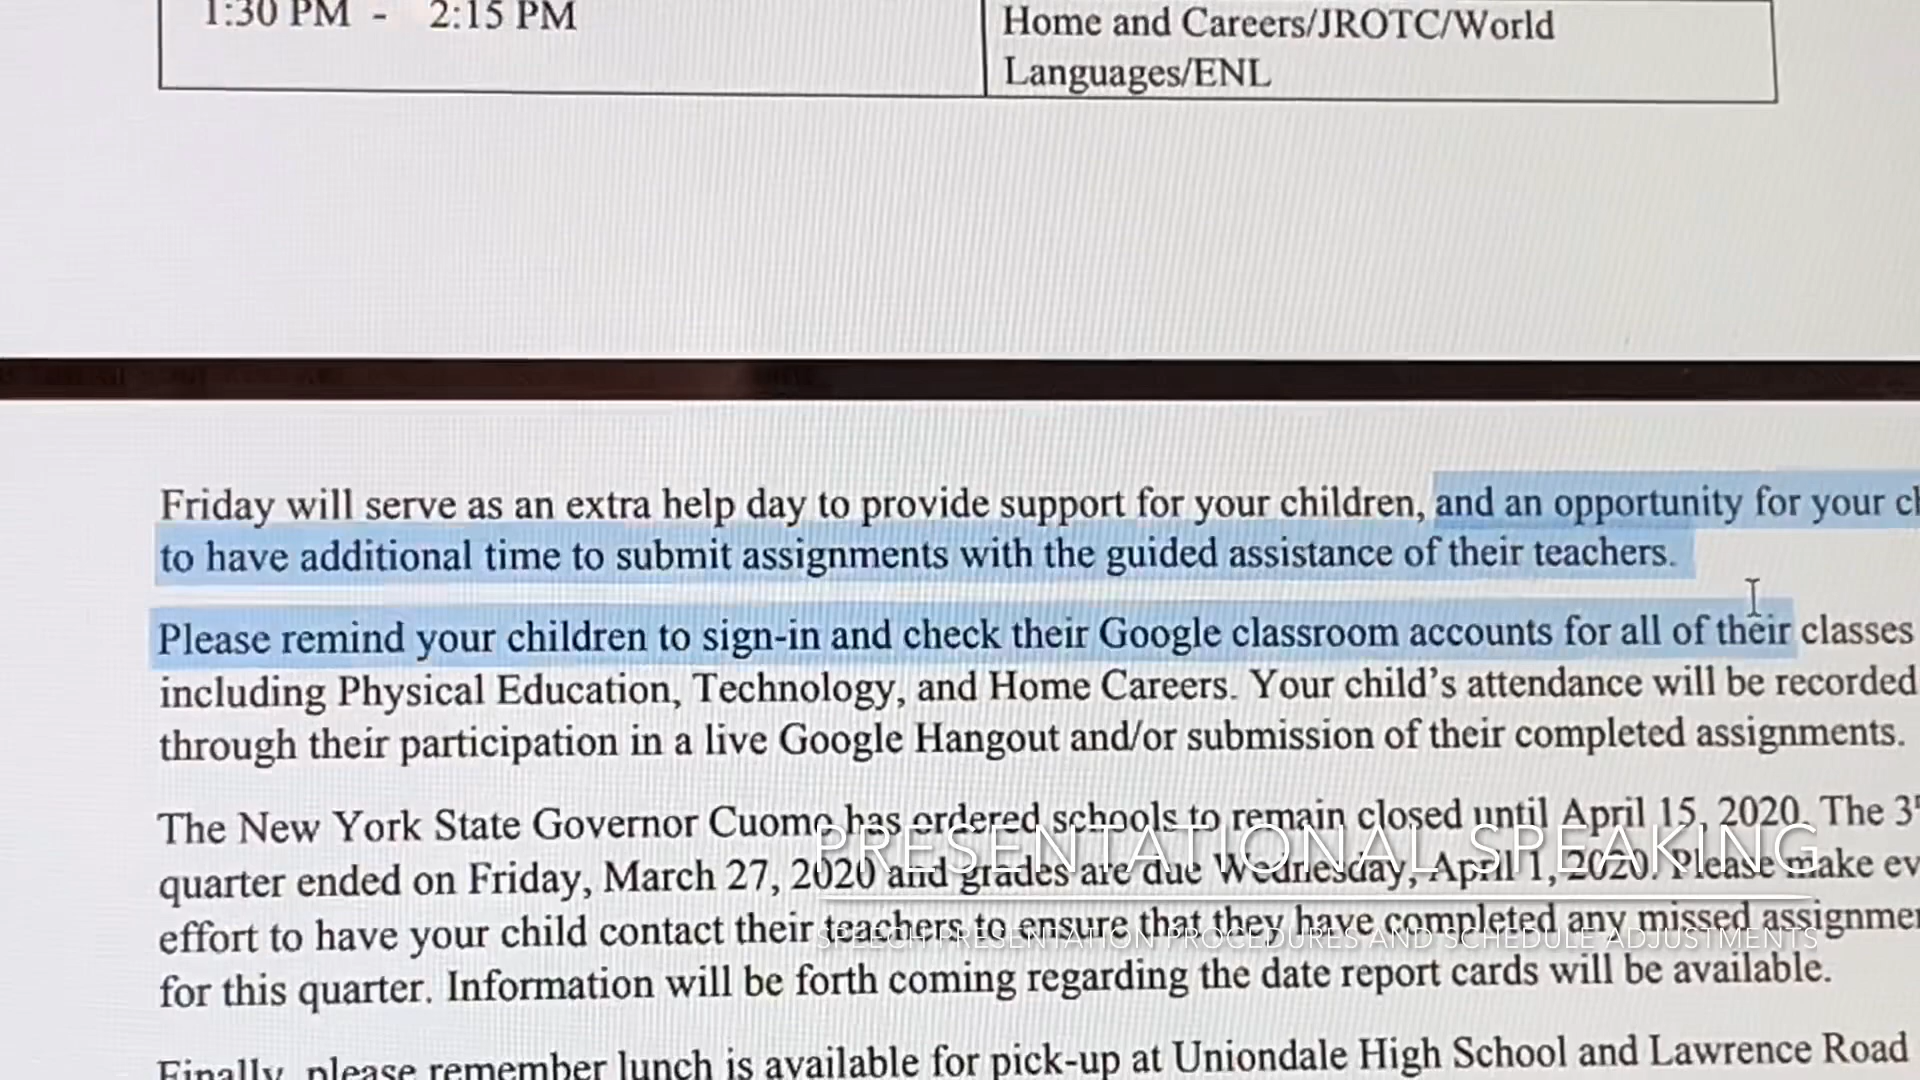 1:30 PM - 2:15 PM
Home and Careers/JROTC/World
Languages/ENL
Friday will serve as an extra help day to provide support for your children, and an opportunity for your
to have additional time to submit assignments with the guided assistance of their teachers.
Please remind your children to sign-in and check their Google classroom accounts for all of their classes
including Physical Education, Technology, and Home Careers. Your child's attendance will be recorded
through their participation in a live Google Hangout and/or submission of their completed assignments.
The New York State Governor Cuomo has ordered schools to remain closed until April 15, 2020. The
quarter ended on Friday, March 27, 2020 and grades are due Wednesday, April 1, 2020. Please make
effort to have your child contact their teachers to ensure that they have completed any missed
for this quarter. Information will be forth coming regarding the date report cards will be available.
Finally, please remember lunch is available for pick-up at Uniondale High School and Lawrence Road
PRESENTATIONAL SPEAKING
SPEECH PRESENTATION PROCEDURES AND SCHEDULE ADJUSTMENTS